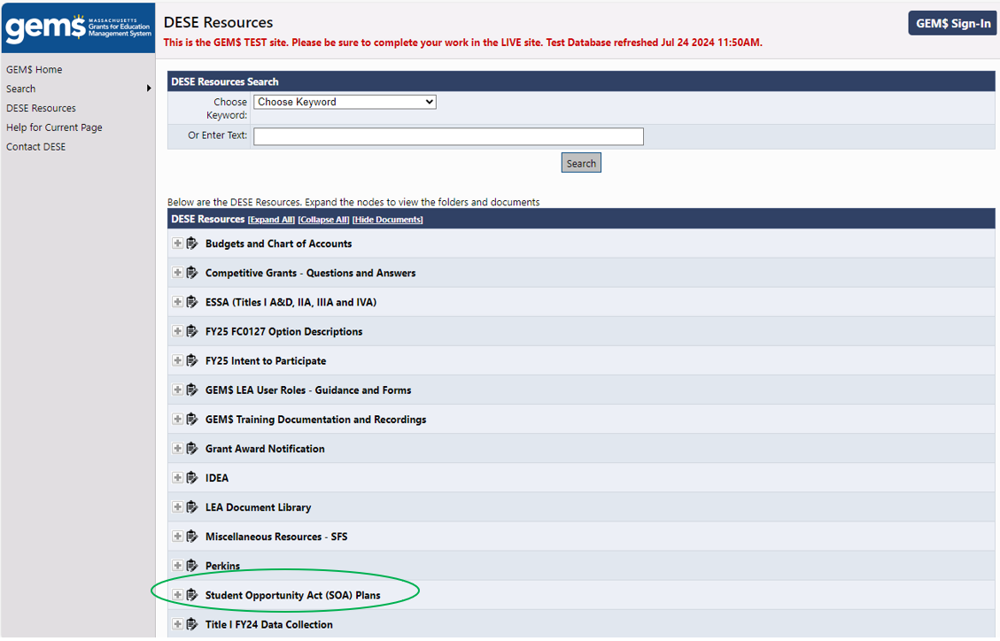 gem$ MASSACHUSETTS
Grants for Education
Management System
DESE Resources
GEM$ Sign-In
This is the GEM$ TEST site. Please be sure to complete your work in the LIVE site. Test Database refreshed Jul 24 2024 11:50AM.
GEM$ Home
Search
DESE Resources
Help for Current Page
Contact DESE
DESE Resources Search
Choose
Keyword:
Choose Keyword
Or Enter Text:
Search
Below are the DESE Resources. Expand the nodes to view the folders and documents
DESE Resources [Expand All] [Collapse All] [Hide Documents]
Budgets and Chart of Accounts
Competitive Grants - Questions and Answers
ESSA (Titles I A&D, IIA, IIIA and IVA)
FY25 FC0127 Option Descriptions
FY25 Intent to Participate
GEM$ LEA User Roles - Guidance and Forms
GEM$ Training Documentation and Recordings
Grant Award Notification
IDEA
LEA Document Library
Miscellaneous Resources - SFS
Perkins
Student Opportunity Act (SOA) Plans
Title I FY24 Data Collection